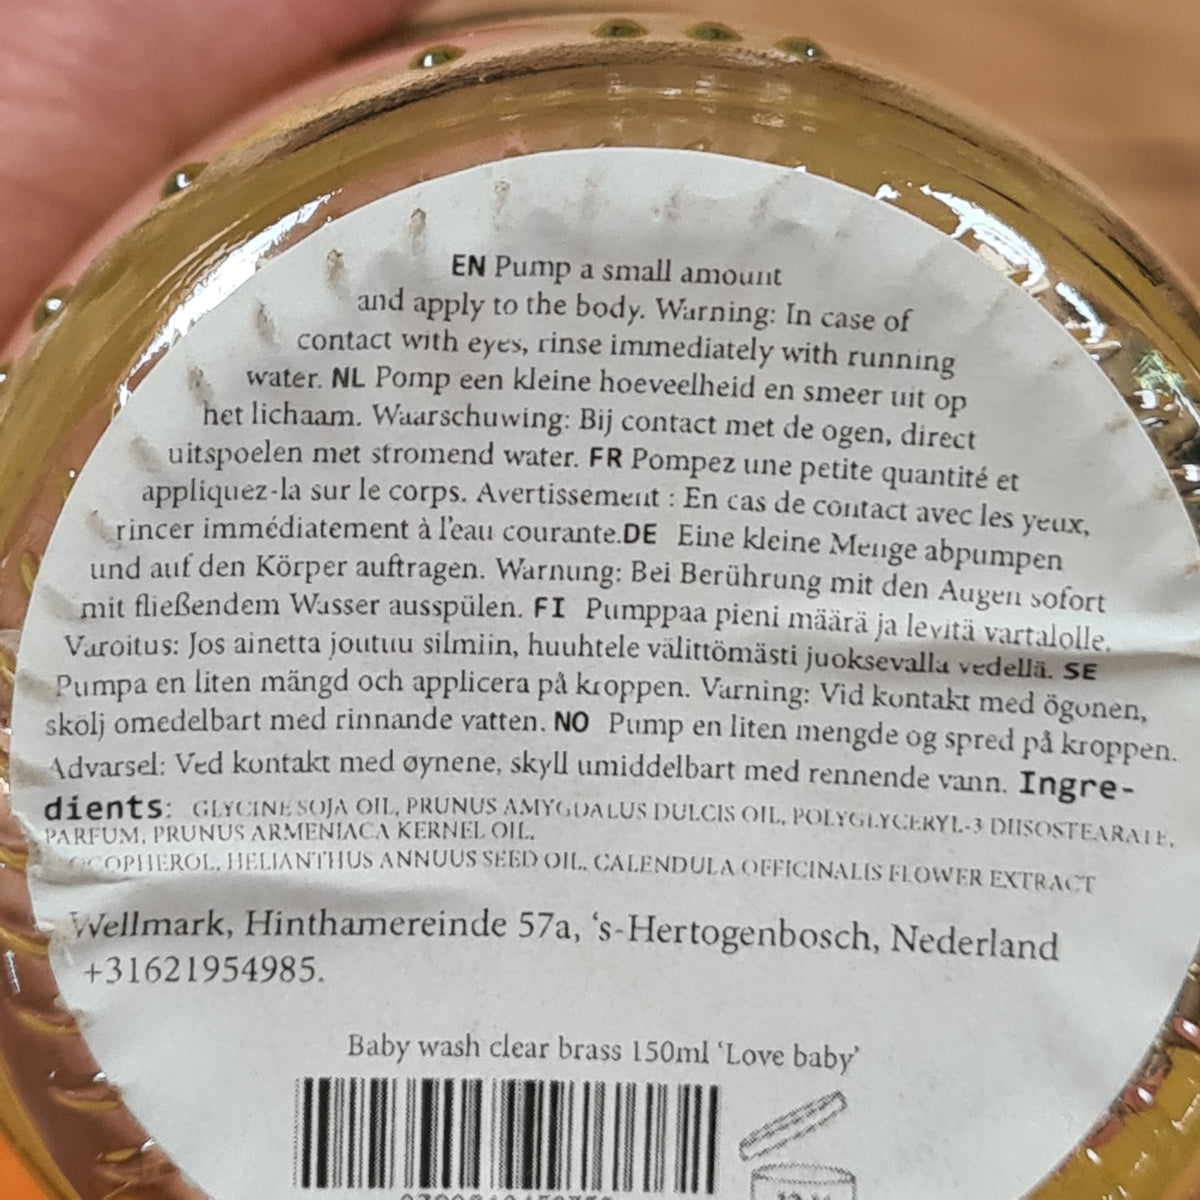 EN Pump a small amount
and apply to the body. Warning: In case of
contact with eyes, rinse immediately with running
water. NL Pomp een kleine hoeveelheid en smeer uit op
het lichaam. Waarschuwing: Bij contact met de ogen, direct
uitspoelen met stromend water. FR Pompez une petite quantité et
appliquez-la sur le corps. Avertissement : En cas de contact avec les yeux,
rincer immédiatement à l'eau courante.DE Eine kleine Menge abpumpen
und auf den Körper auftragen. Warnung: Bei Berührung mit den Augen sofort
mit fließendem Wasser ausspülen. FI Pumppaa pieni määrä ja levitä vartalolle.
Varoitus: Jos ainetta joutuu silmiin, huuhtele välittömästi juoksevalla vedellä. SE
Pumpa en liten mängd och applicera på kroppen. Varning: Vid kontakt med ögonen,
skölj omedelbart med rinnande vatten. NO Pump en liten mengde og spred på kroppen.
Advarsel: Ved kontakt med øynene, skyll umiddelbart med rennende vann. Ingre-
dients: GLYCINE SOJA OIL, PRUNUS AMYGDALUS DULCIS OIL, POLYGLYCERYL-3 DIISOSTEARATE,
PARFUM, PRUNUS ARMENIACA KERNEL OIL,
HELIANTHUS ANNUUS SEED OIL, CALENDULA OFFICINALIS FLOWER EXTRACT
Wellmark, Hinthamereinde 57a, 's-Hertogenbosch, Nederland
+31621954985.
Baby wash clear brass 150ml 'Love baby'